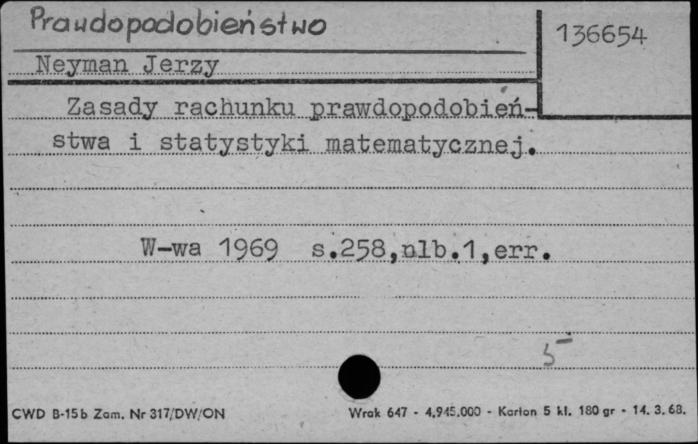 Prawdopodobieństwo
136654
Neyman Jerzy
Zasady rachunku prawdopodobień-
stwa i statystyki matematycznej.
W-wa 1969 s.258,nlb.1,err.
5-
CWD B-15b Zam. Nr 317/DW/ON
Wrak 647 - 4,945.000 - Karton 5 kl. 180 gr - 14. 3. 68.